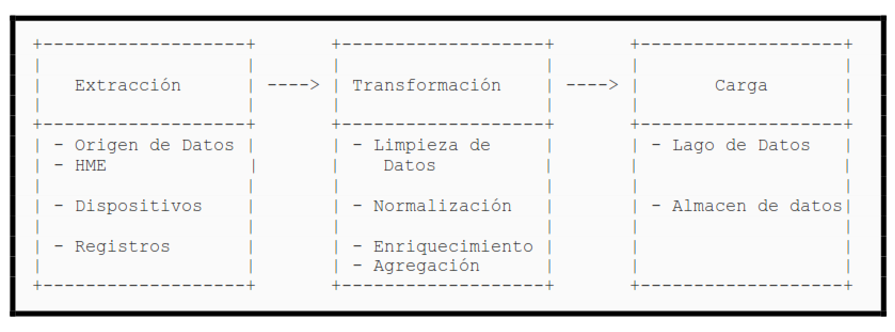 Extracción ----> Transformación ----> Carga
- Origen de Datos - Limpieza de - Lago de Datos
- HME Datos
- Dispositivos - Normalización - Almacen de datos
- Registros - Enriquecimiento
- Agregación